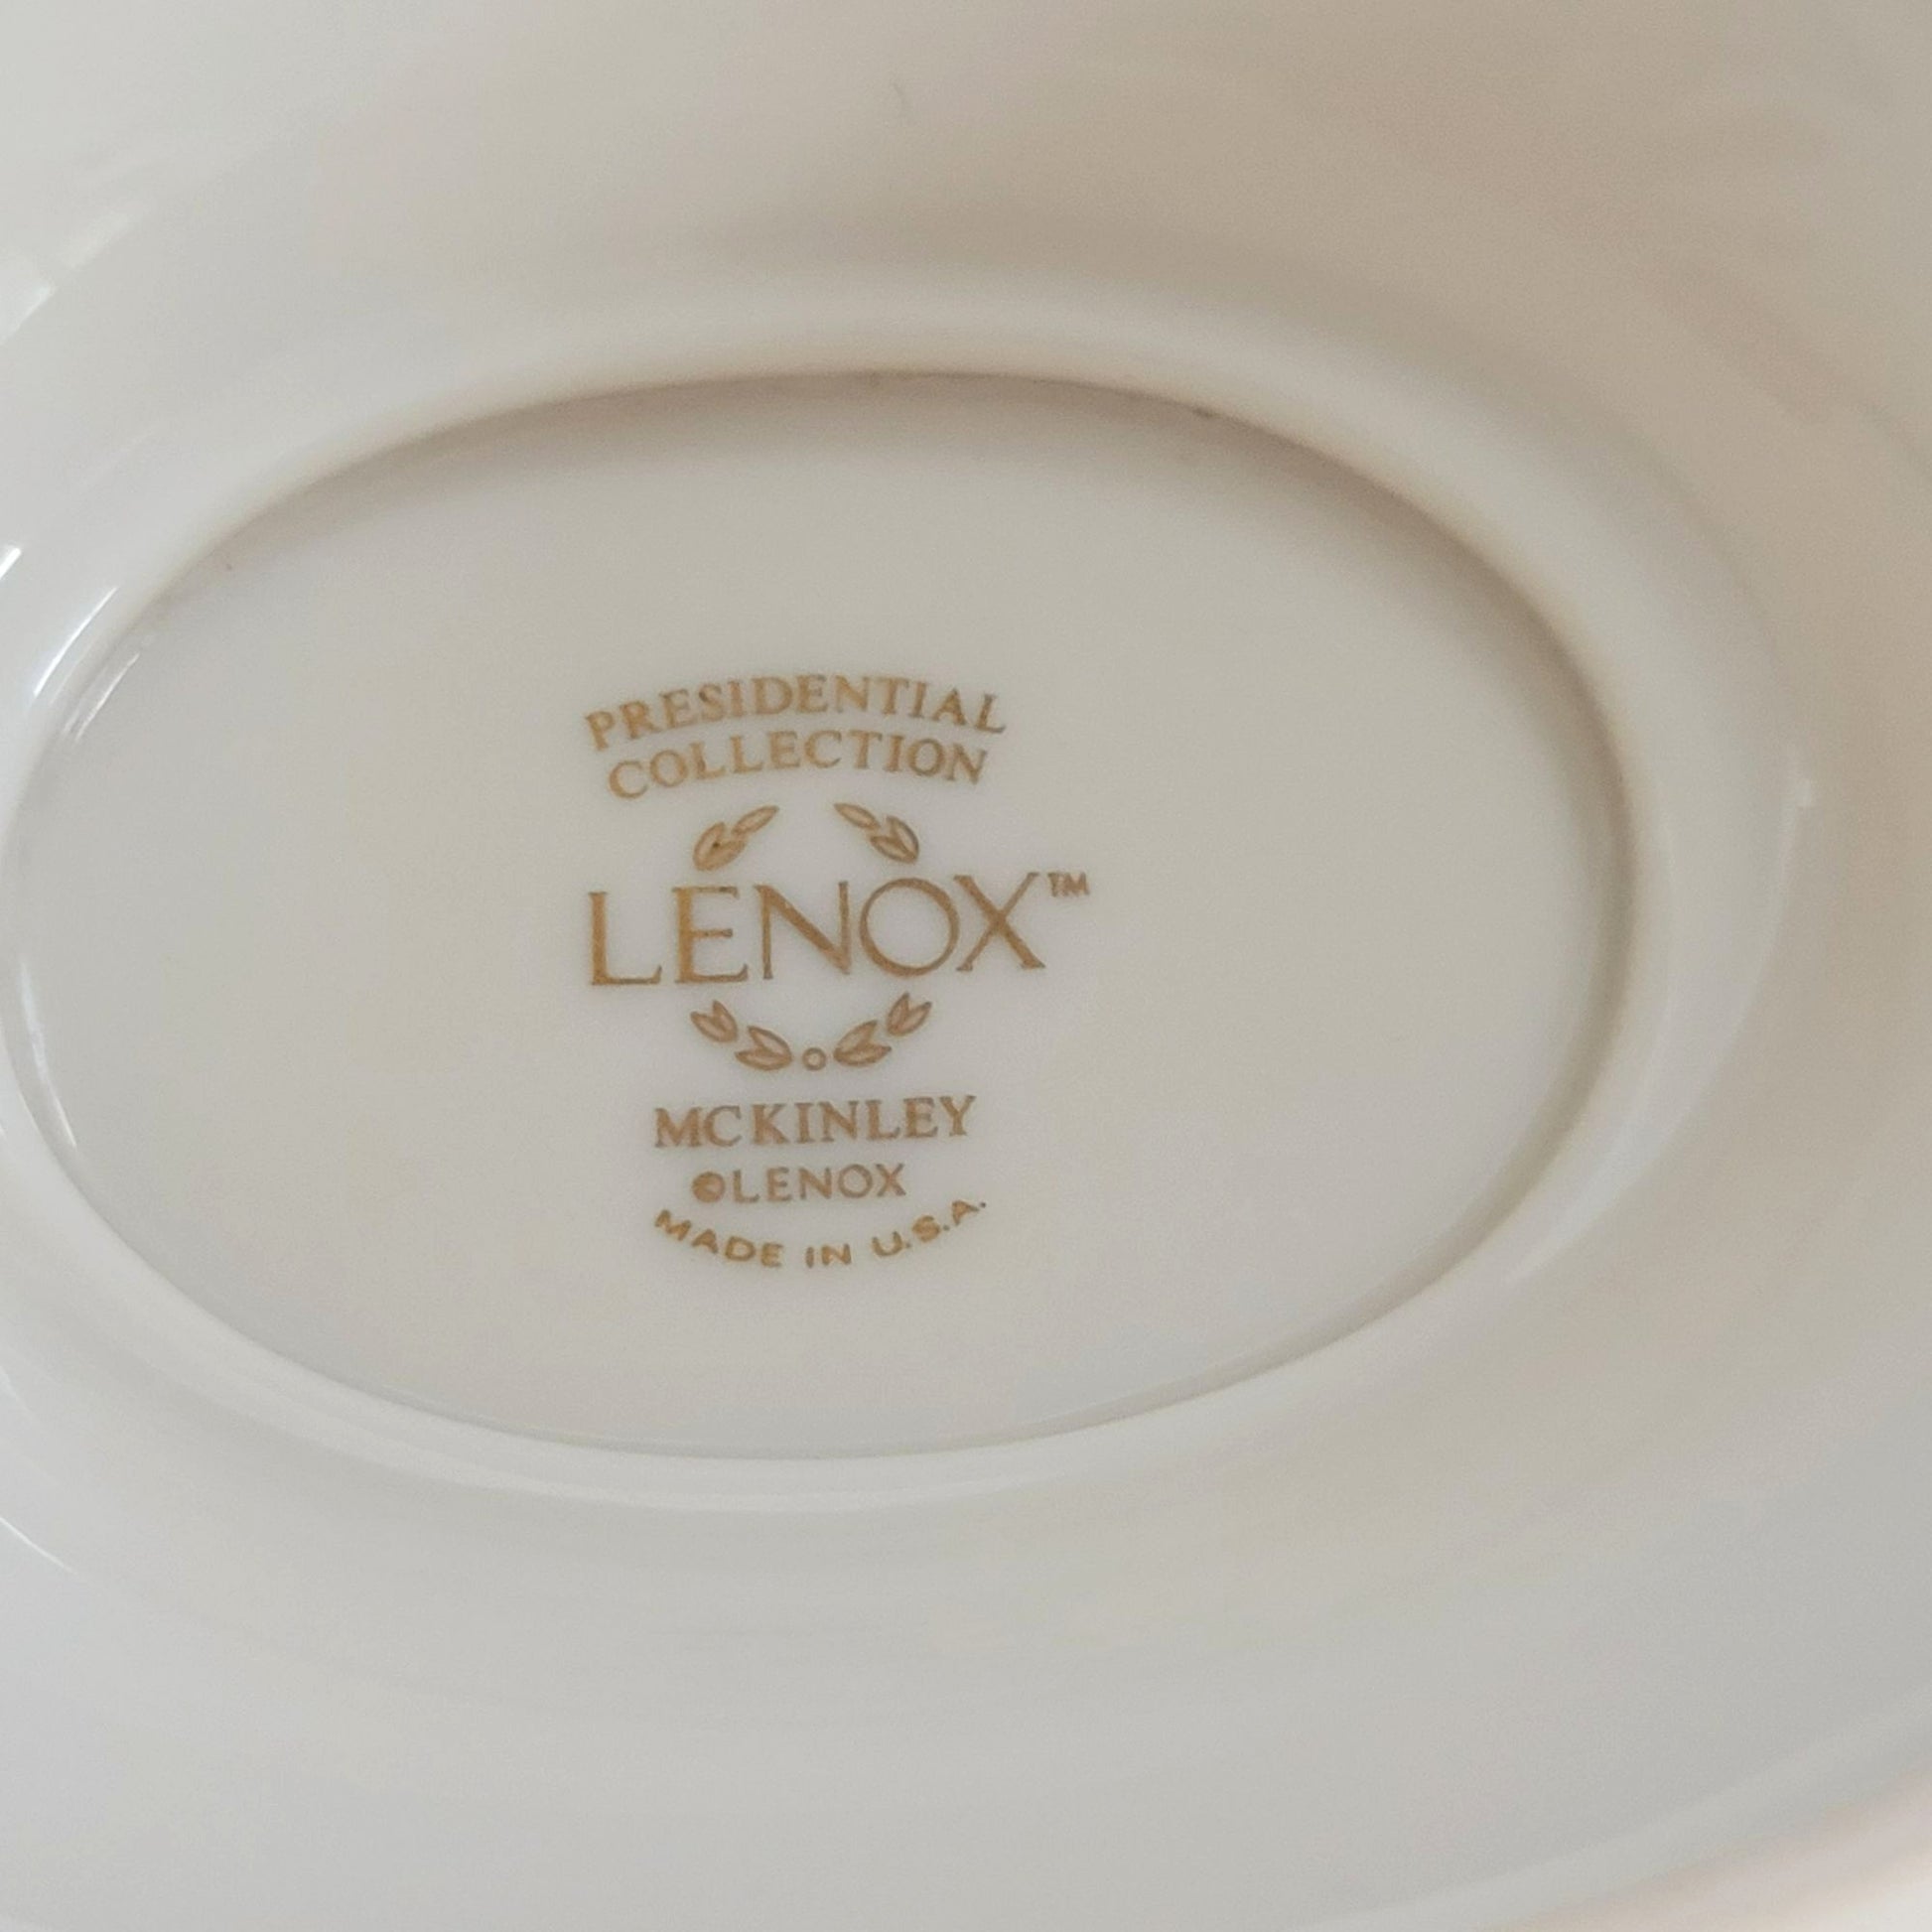 PRESIDENTIAL
COLLECTION
LENOX™
MCKINLEY
©LENOX
MADE IN U.S.A.